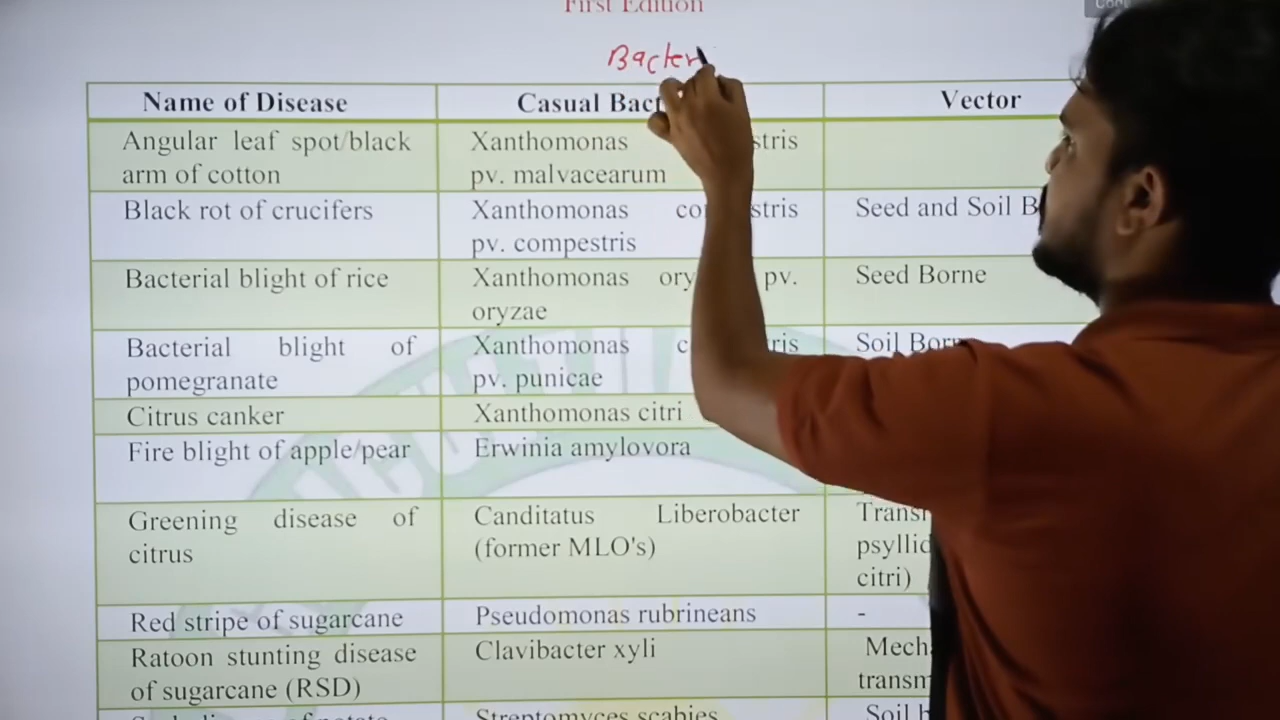 First Edition
Bacter
Name of Disease
Casual Bact
Vector
Angular leaf spot/black
arm of cotton
Xanthomonas stris
pv. malvacearum
Black rot of crucifers
Xanthomonas co stris
pv. compestris
Seed and Soil B
Bacterial blight of rice
Xanthomonas ory pv.
oryzae
Seed Borne
Bacterial blight of
pomegranate
Xanthomonas c ris
pv. punicae
Soil Born
Citrus canker
Xanthomonas citri
Fire blight of apple/pear
Erwinia amylovora
Greening disease of
citrus
Canditatus Liberobacter
(former MLO's)
Trans
psyllid
citri)
Red stripe of sugarcane
Pseudomonas rubrineans
-
Ratoon stunting disease
of sugarcane (RSD)
Clavibacter xyli
Mecha
transm
Streptomyces scabies
Soil b